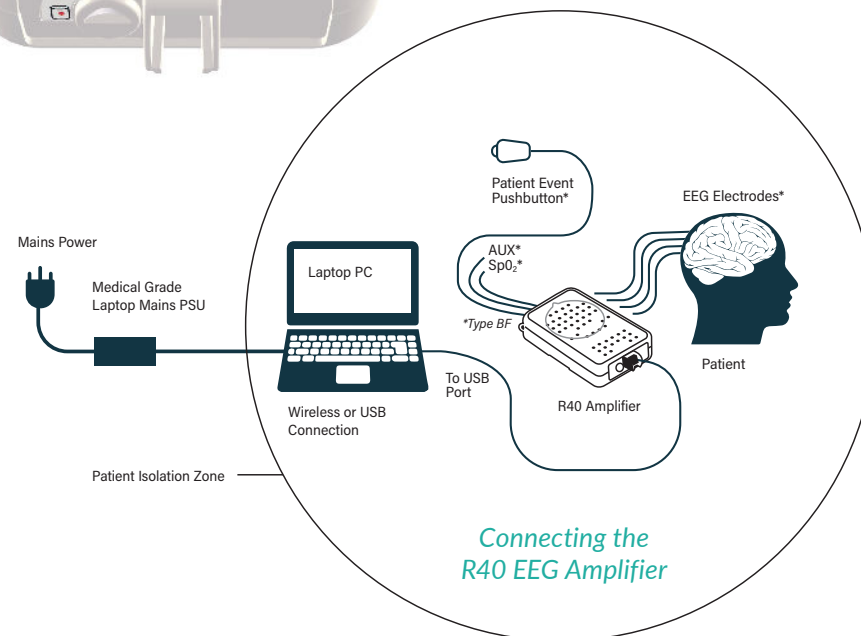 Patient Event
Pushbutton*
EEG Electrodes*
Mains Power
AUX*
Sp0₂*
Laptop PC
Medical Grade
Laptop Mains PSU
*Type BF
Patient
To USB
Port
R40 Amplifier
Wireless or USB
Connection
Patient Isolation Zone
Connecting the
R40 EEG Amplifier